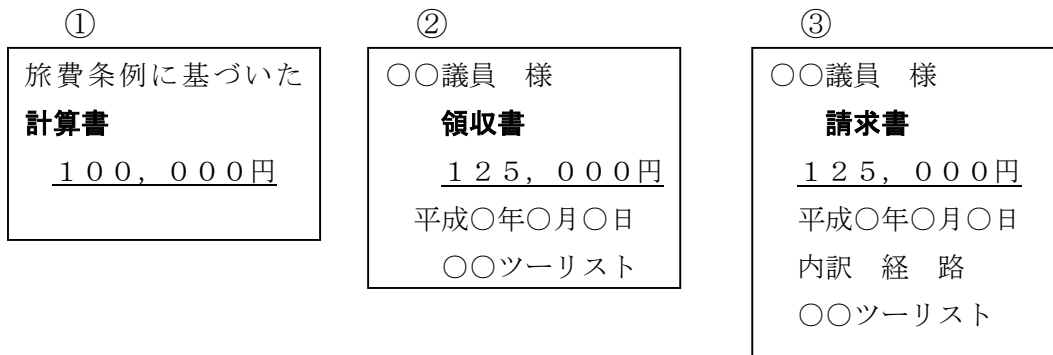 ①
旅費条例に基づいた
計算書
１００，０００円
②
○○議員　様
領収書
１２５，０００円
平成○年○月○日
○○ツーリスト
③
○○議員　様
請求書
１２５，０００円
平成○年○月○日
内訳　経　路
○○ツーリスト